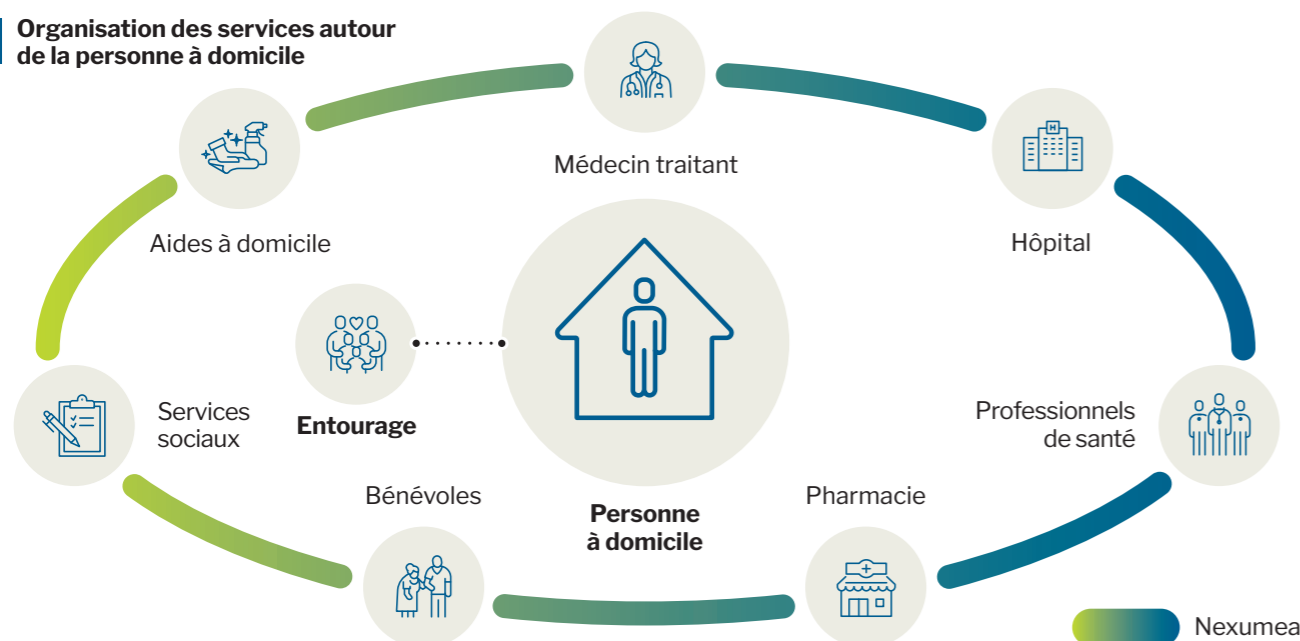 Organisation des services autour
de la personne à domicile
Médecin traitant
Aides à domicile
Hôpital
H
Services
sociaux
Entourage
Professionnels
de santé
Bénévoles
Pharmacie
Personne
à domicile
Nexumea